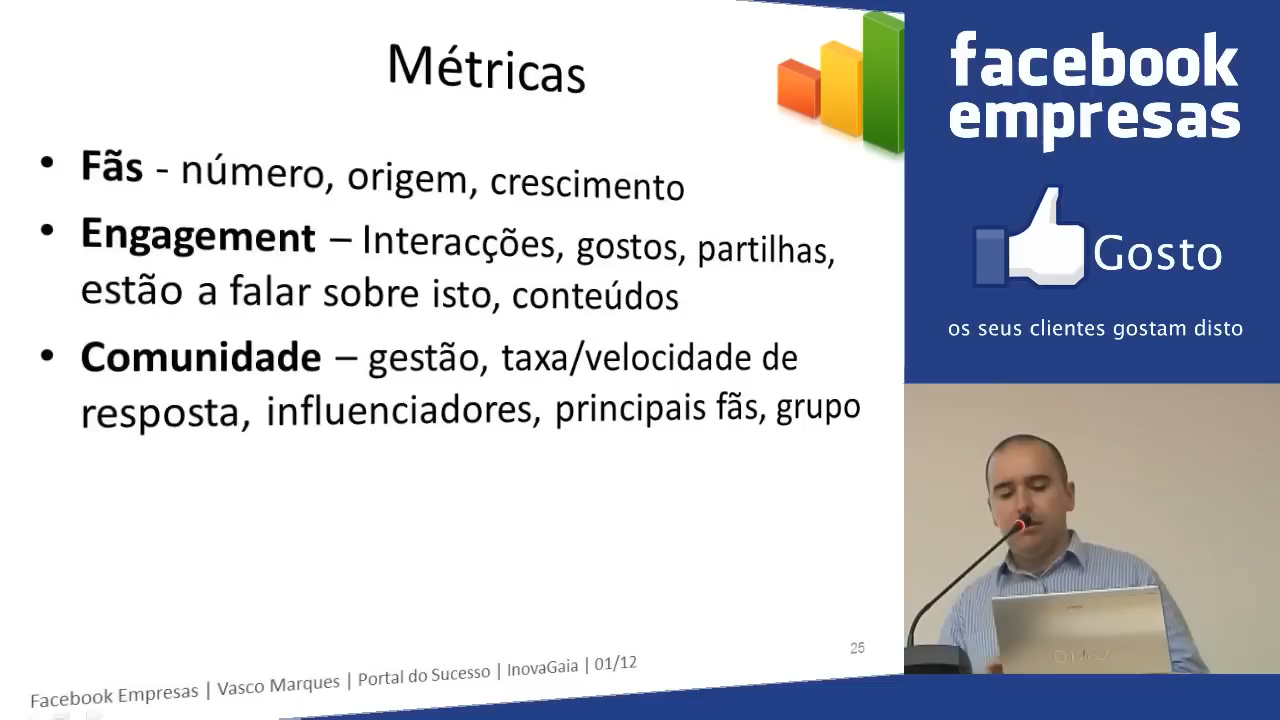 Métricas
• Fãs - número, origem, crescimento
• Engagement – Interacções, gostos, partilhas,
estão a falar sobre isto, conteúdos
• Comunidade – gestão, taxa/velocidade de
resposta, influenciadores, principais fãs, grupo
25
Facebook Empresas | Vasco Marques | Portal do Sucesso | InovaGaia | 01/12
facebook
empresas
Gosto
os seus clientes gostam disto